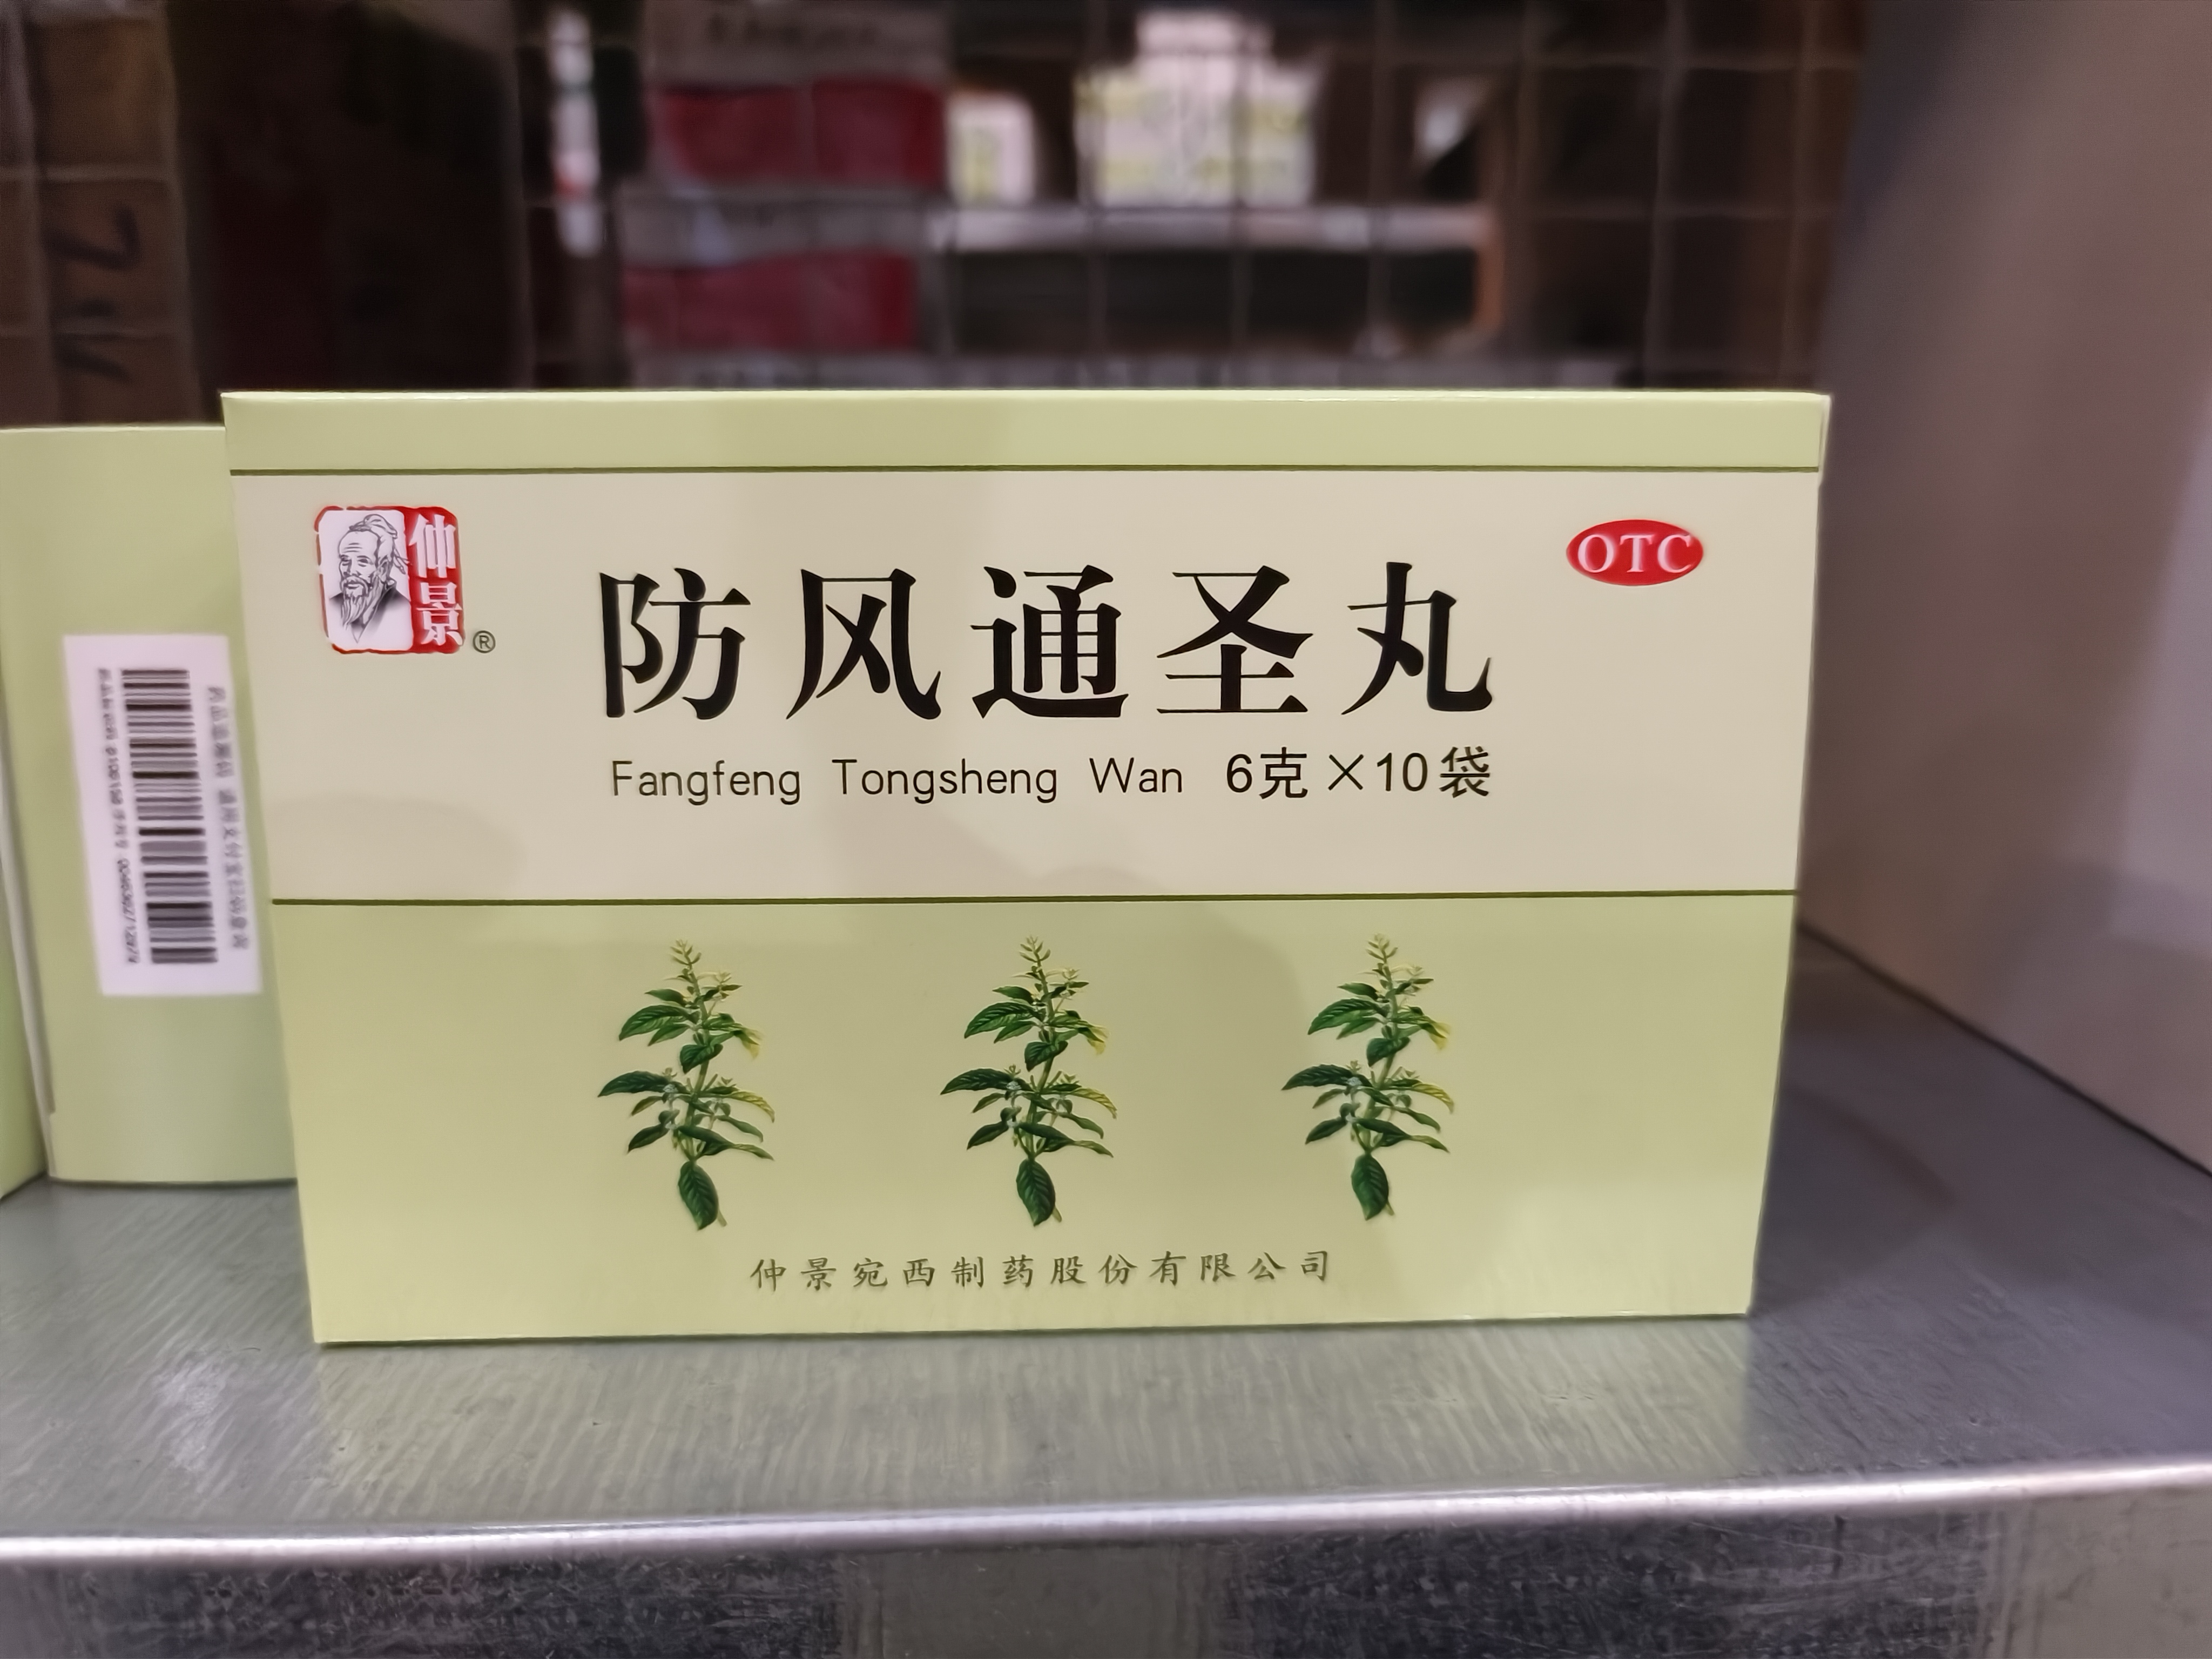 仲景
®
OTC
防风通圣丸
Fangfeng Tongsheng Wan 6克×10袋
仲景宛西制药股份有限公司